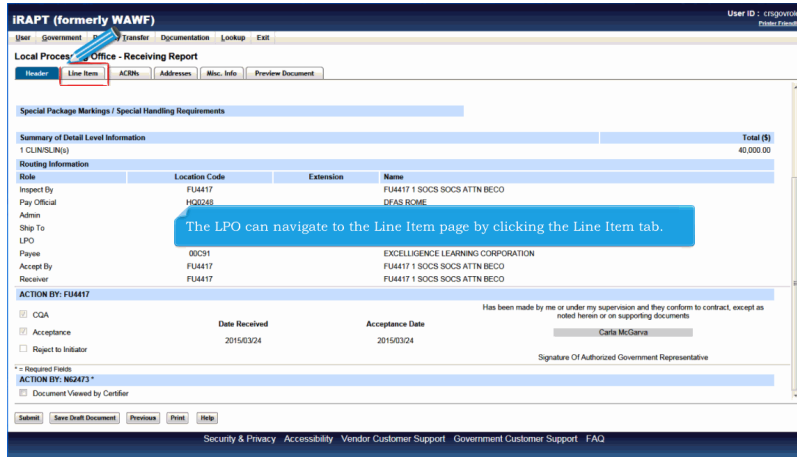 iRAPT (formerly WAWF)
User ID : crsgovrole
Printer Friendly
User Government Transfer Documentation Lookup Exit
Local Processing Office - Receiving Report
Header Line Item ACRNs Addresses Misc. Info Preview Document
Special Package Markings / Special Handling Requirements
Summary of Detail Level Information Total ($)
1 CLIN/SLIN(s) 40,000.00
Routing Information
Role Location Code Extension Name
Inspect By FU4417 FU4417 1 SOCS SOCS ATTN BECO
Pay Official HQ0248 DFAS ROME
Admin
Ship To
LPO
The LPO can navigate to the Line Item page by clicking the Line Item tab.
Payee 00C91 EXCELLIGENCE LEARNING CORPORATION
Accept By FU4417 FU4417 1 SOCS SOCS ATTN BECO
Receiver FU4417 FU4417 1 SOCS SOCS ATTN BECO
ACTION BY: FU4417
CQA
Acceptance
Reject to Initiator
Date Received
2015/03/24
Acceptance Date
2015/03/24
Has been made by me or under my supervision and they conform to contract, except as
noted herein or on supporting documents
Carla McGarva
Signature Of Authorized Government Representative
* = Required Fields
ACTION BY: N62473 *
Document Viewed by Certifier
Submit Save Draft Document Previous Print Help
Security & Privacy Accessibility Vendor Customer Support Government Customer Support FAQ